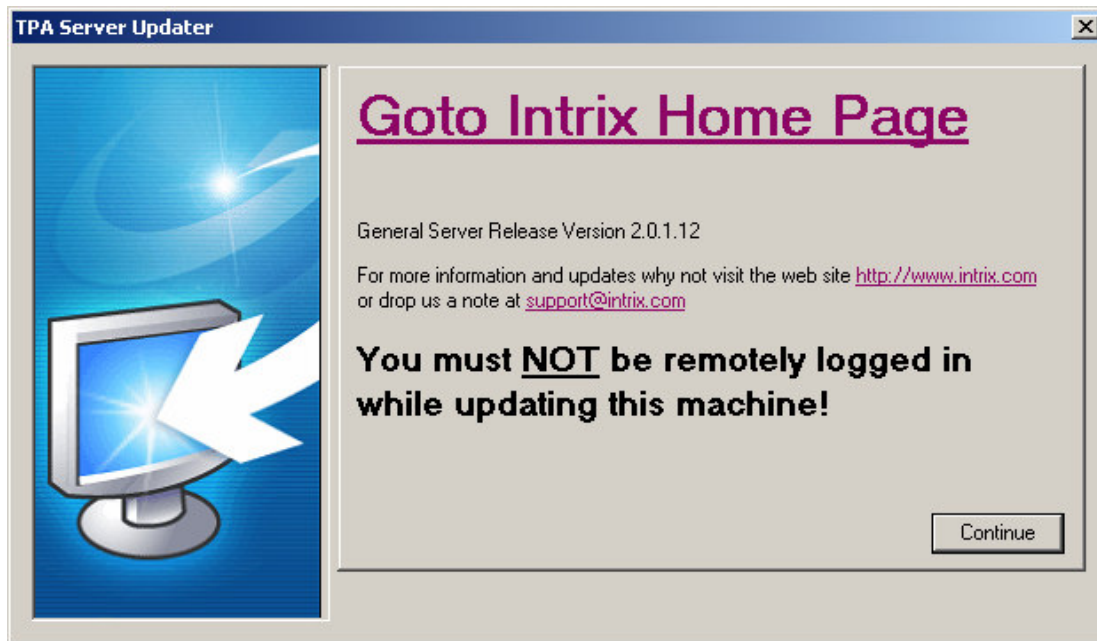 TPA Server Updater
Goto Intrix Home Page
General Server Release Version 2.0.1.12
For more information and updates why not visit the web site http://www.intrix.com
or drop us a note at support@intrix.com
You must NOT be remotely logged in
while updating this machine!
Continue